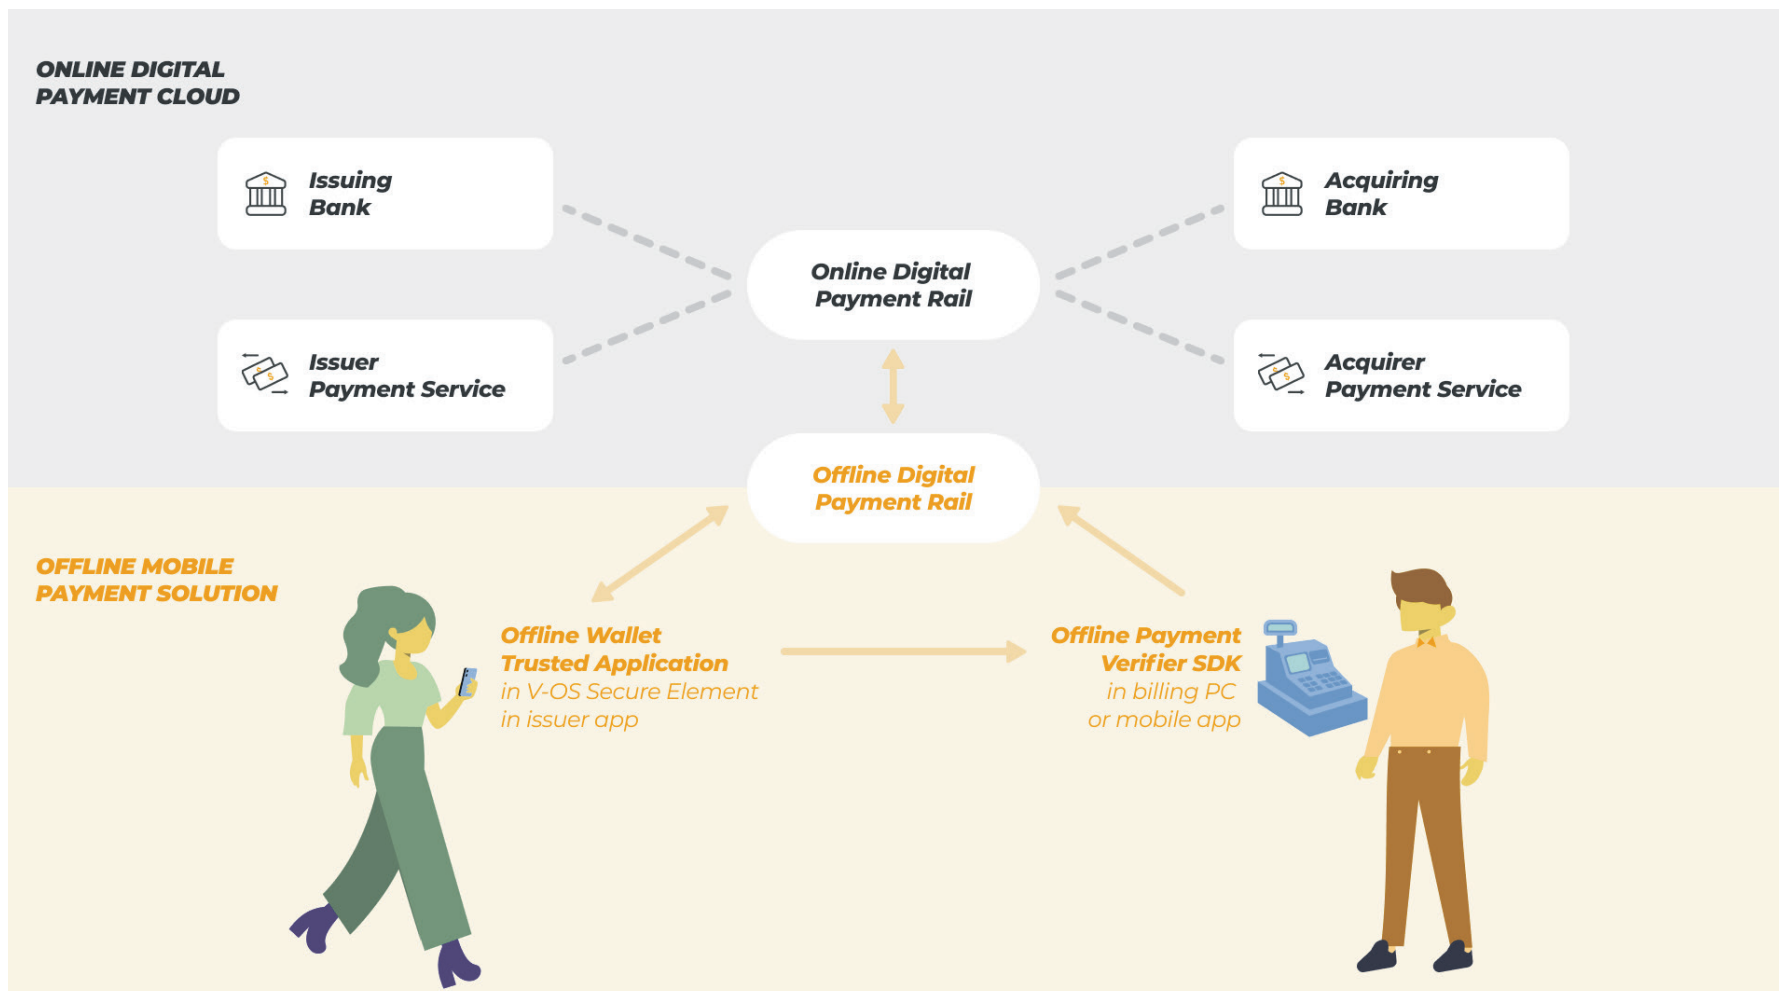 ONLINE DIGITAL
PAYMENT CLOUD
Issuing
Bank
Acquiring
Bank
Online Digital
Payment Rail
Issuer
Payment Service
Acquirer
Payment Service
Offline Digital
Payment Rail
OFFLINE MOBILE
PAYMENT SOLUTION
Offline Wallet
Trusted Application
in V-OS Secure Element
in issuer app
Offline Payment
Verifier SDK
in billing PC
or mobile app